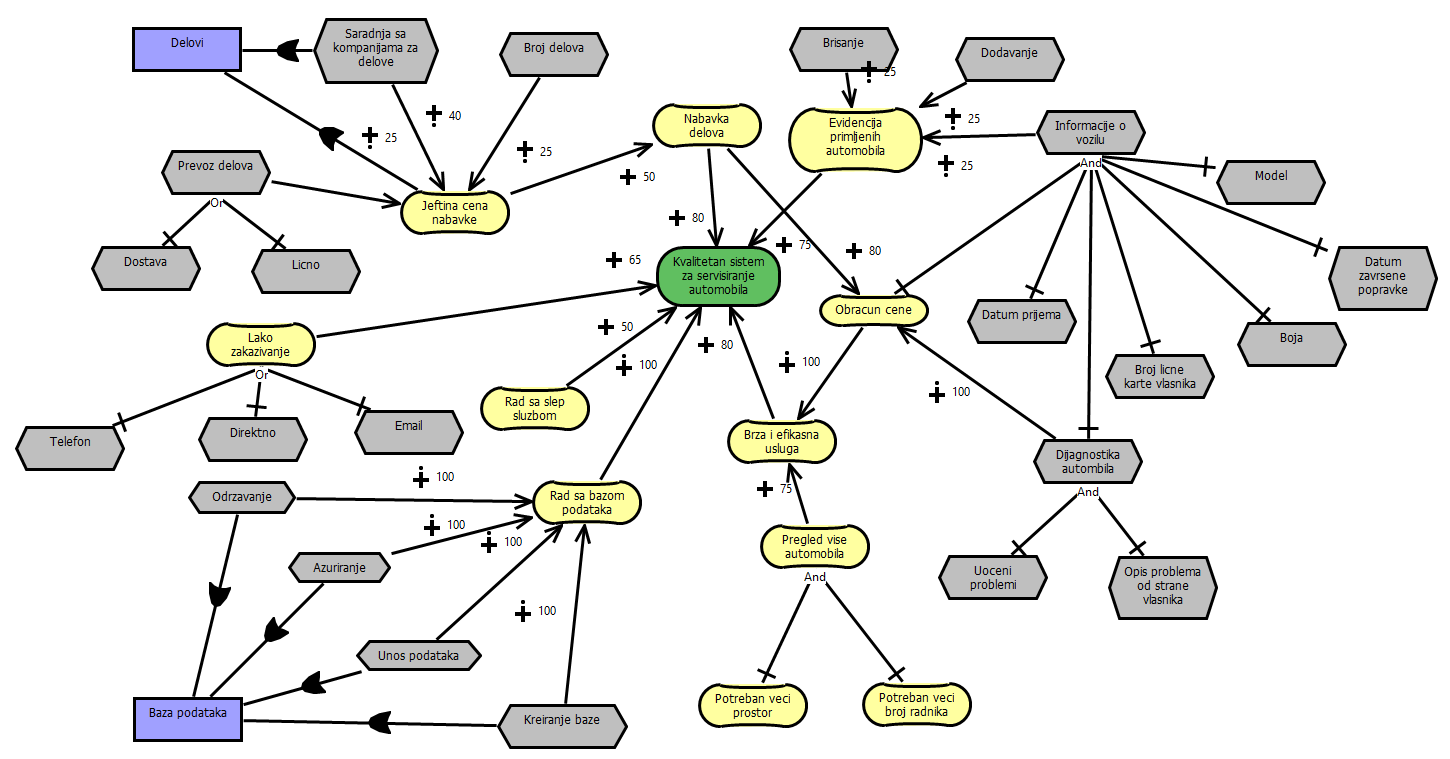 Delovi
Saradnja sa
kompanijama za
delove
Broj delova
Brisanje
25
Dodavanje
40
25
25
Nabavka
delova
Evidencija
primljenih
automobila
25
Informacije o
vozilu
And
25
Prevoz delova
Or
50
Model
Jeftina cena
nabavke
80
75
80
Dostava
Licno
65
Kvalitetan sistem
za servisiranje
automobila
Datum
zavrsene
popravke
Obracun cene
Datum prijema
Boja
Lako
zakazivanje
Or
50
80
100
100
Broj licne
karte vlasnika
100
Rad sa slep
sluzbom
Telefon
Direktno
Email
Brza i efikasna
usluga
Dijagnostika
autombila
And
100
75
Odrzavanje
Rad sa bazom
podataka
100
100
Pregled vise
automobila
And
Azuriranje
Uoceni
problemi
Opis problema
od strane
vlasnika
100
Unos podataka
Baza podataka
Kreiranje baze
Potreban veci
prostor
Potreban veci
broj radnika